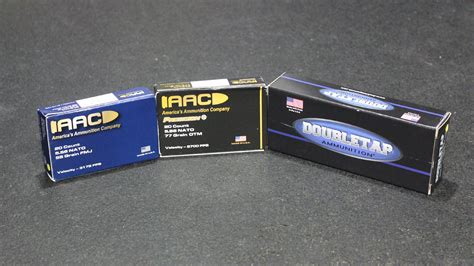 AAC
America's Ammunition Company
20 Count
5.56 NATO
55 Grain FMJ
Velocity - 3175 FPS
AAC
America's Ammunition Company
20 Count
5.56 NATO
77 Grain OTM
Velocity - 2700 FPS
DOUBLETAP
DOUBLETAP
AMMUNITION